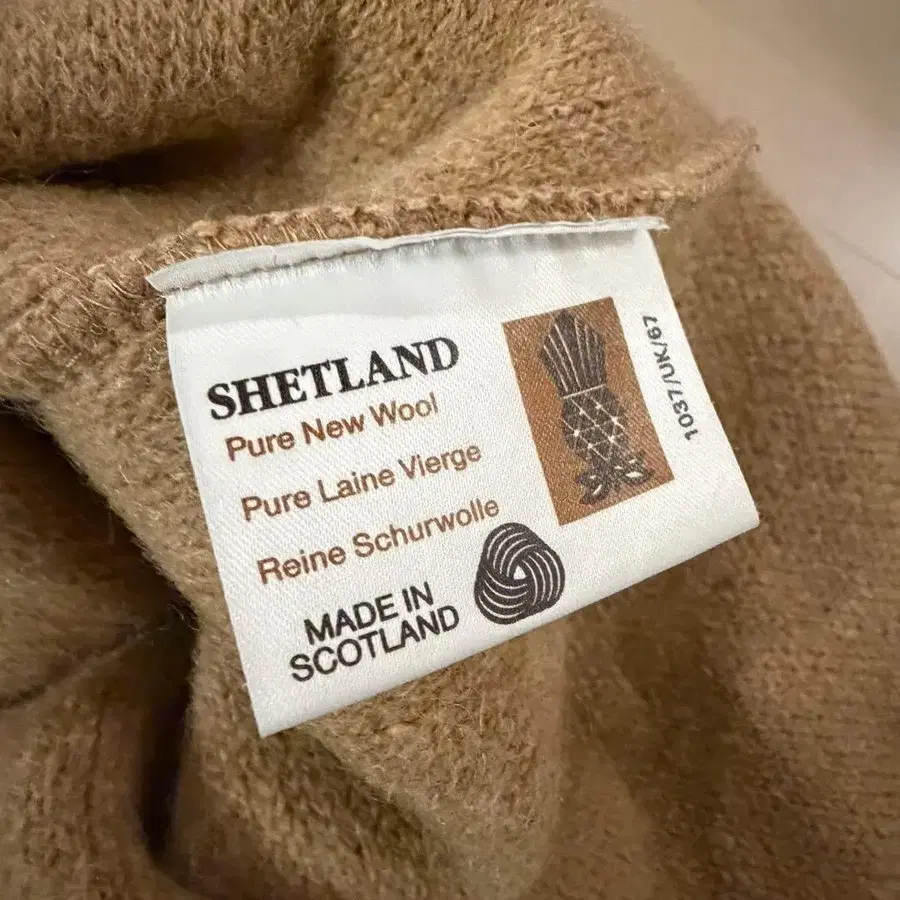 SHETLAND
Pure New Wool
Pure Laine Vierge
Reine Schurwolle
MADE IN
SCOTLAND
1037/UK/67